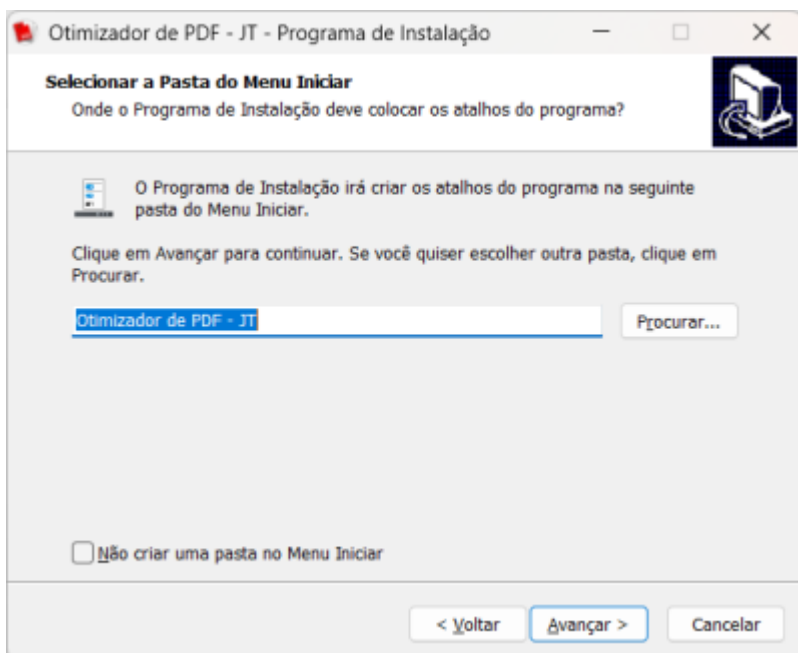 Otimizador de PDF - JT - Programa de Instalação
Selecionar a Pasta do Menu Iniciar
Onde o Programa de Instalação deve colocar os atalhos do programa?
O Programa de Instalação irá criar os atalhos do programa na seguinte
pasta do Menu Iniciar.
Clique em Avançar para continuar. Se você quiser escolher outra pasta, clique em
Procurar.
Otimizador de PDF - JT
Procurar...
Não criar uma pasta no Menu Iniciar
< Voltar
Avançar >
Cancelar